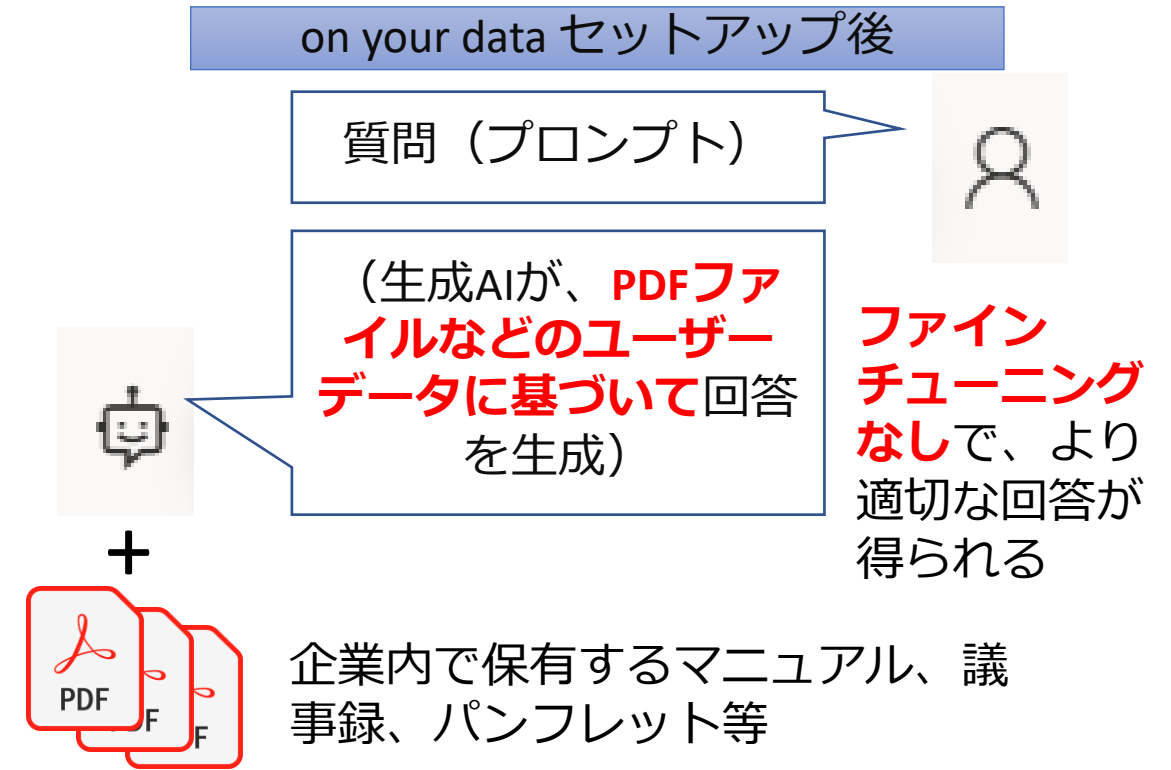 on your data セットアップ後
質問（プロンプト）
（生成AIが、PDFファ
イルなどのユーザー
データに基づいて回答
を生成）
ファイン
チューニング
なしで、より
適切な回答が
得られる
+
PDF
DF
F
企業内で保有するマニュアル、議
事録、パンフレット等